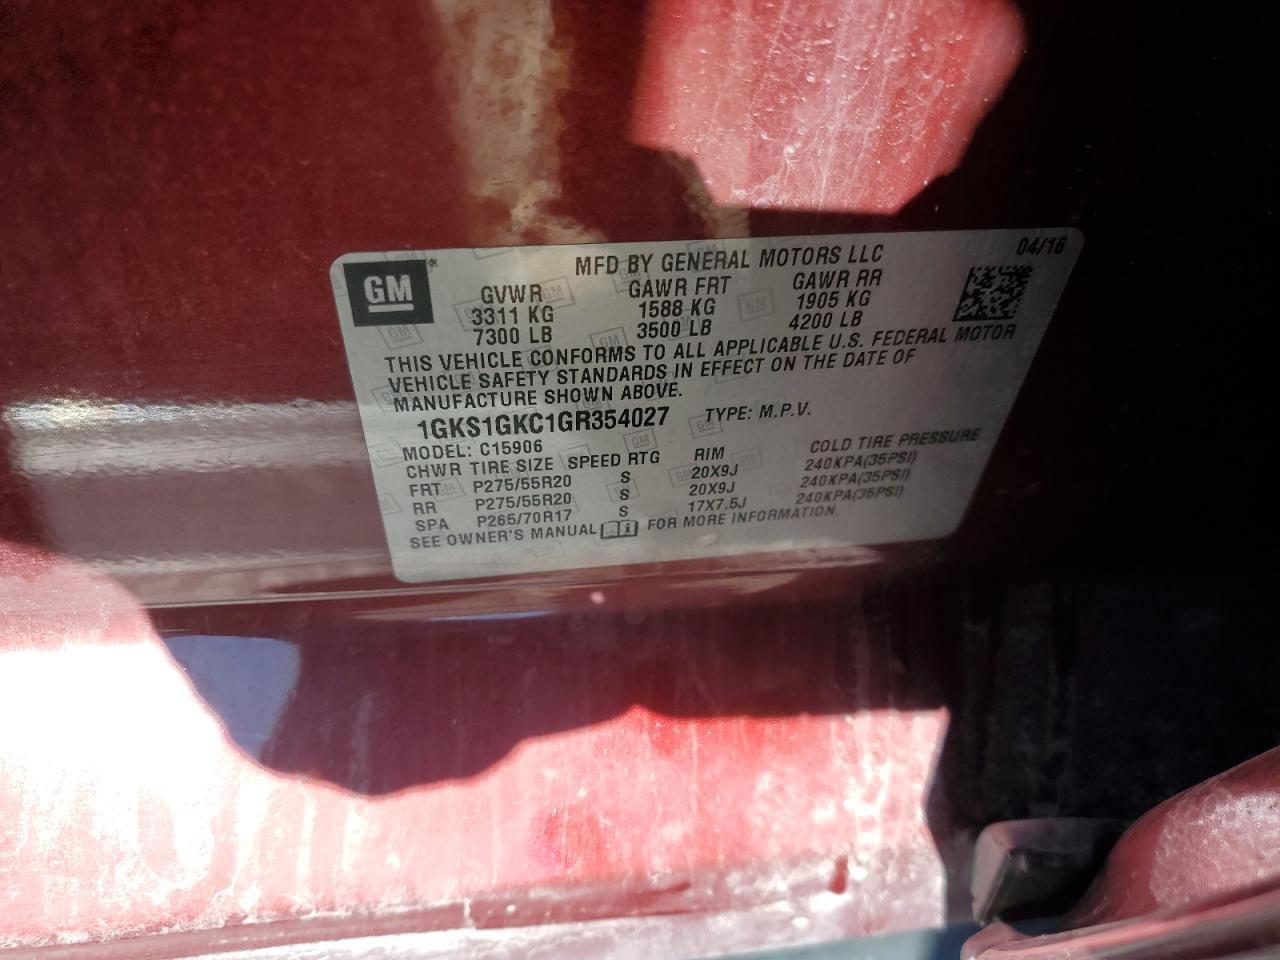 GM
MFD BY GENERAL MOTORS LLC
04/16
GVWR GAWR FRT GAWR RR
3311 KG 1588 KG 1905 KG
7300 LB 3500 LB 4200 LB
THIS VEHICLE CONFORMS TO ALL APPLICABLE U.S. FEDERAL MOTOR
VEHICLE SAFETY STANDARDS IN EFFECT ON THE DATE OF
MANUFACTURE SHOWN ABOVE.
1GKS1GKC1GR354027 TYPE: M.P.V.
MODEL: C15906
CHWR TIRE SIZE SPEED RTG RIM COLD TIRE PRESSURE
FRT P275/55R20 S 20X9J 240KPA(35PSI)
RR P275/55R20 S 20X9J 240KPA(35PSI)
SPA P265/70R17 S 17X7.5J 240KPA(35PSI)
SEE OWNER'S MANUAL FOR MORE INFORMATION.